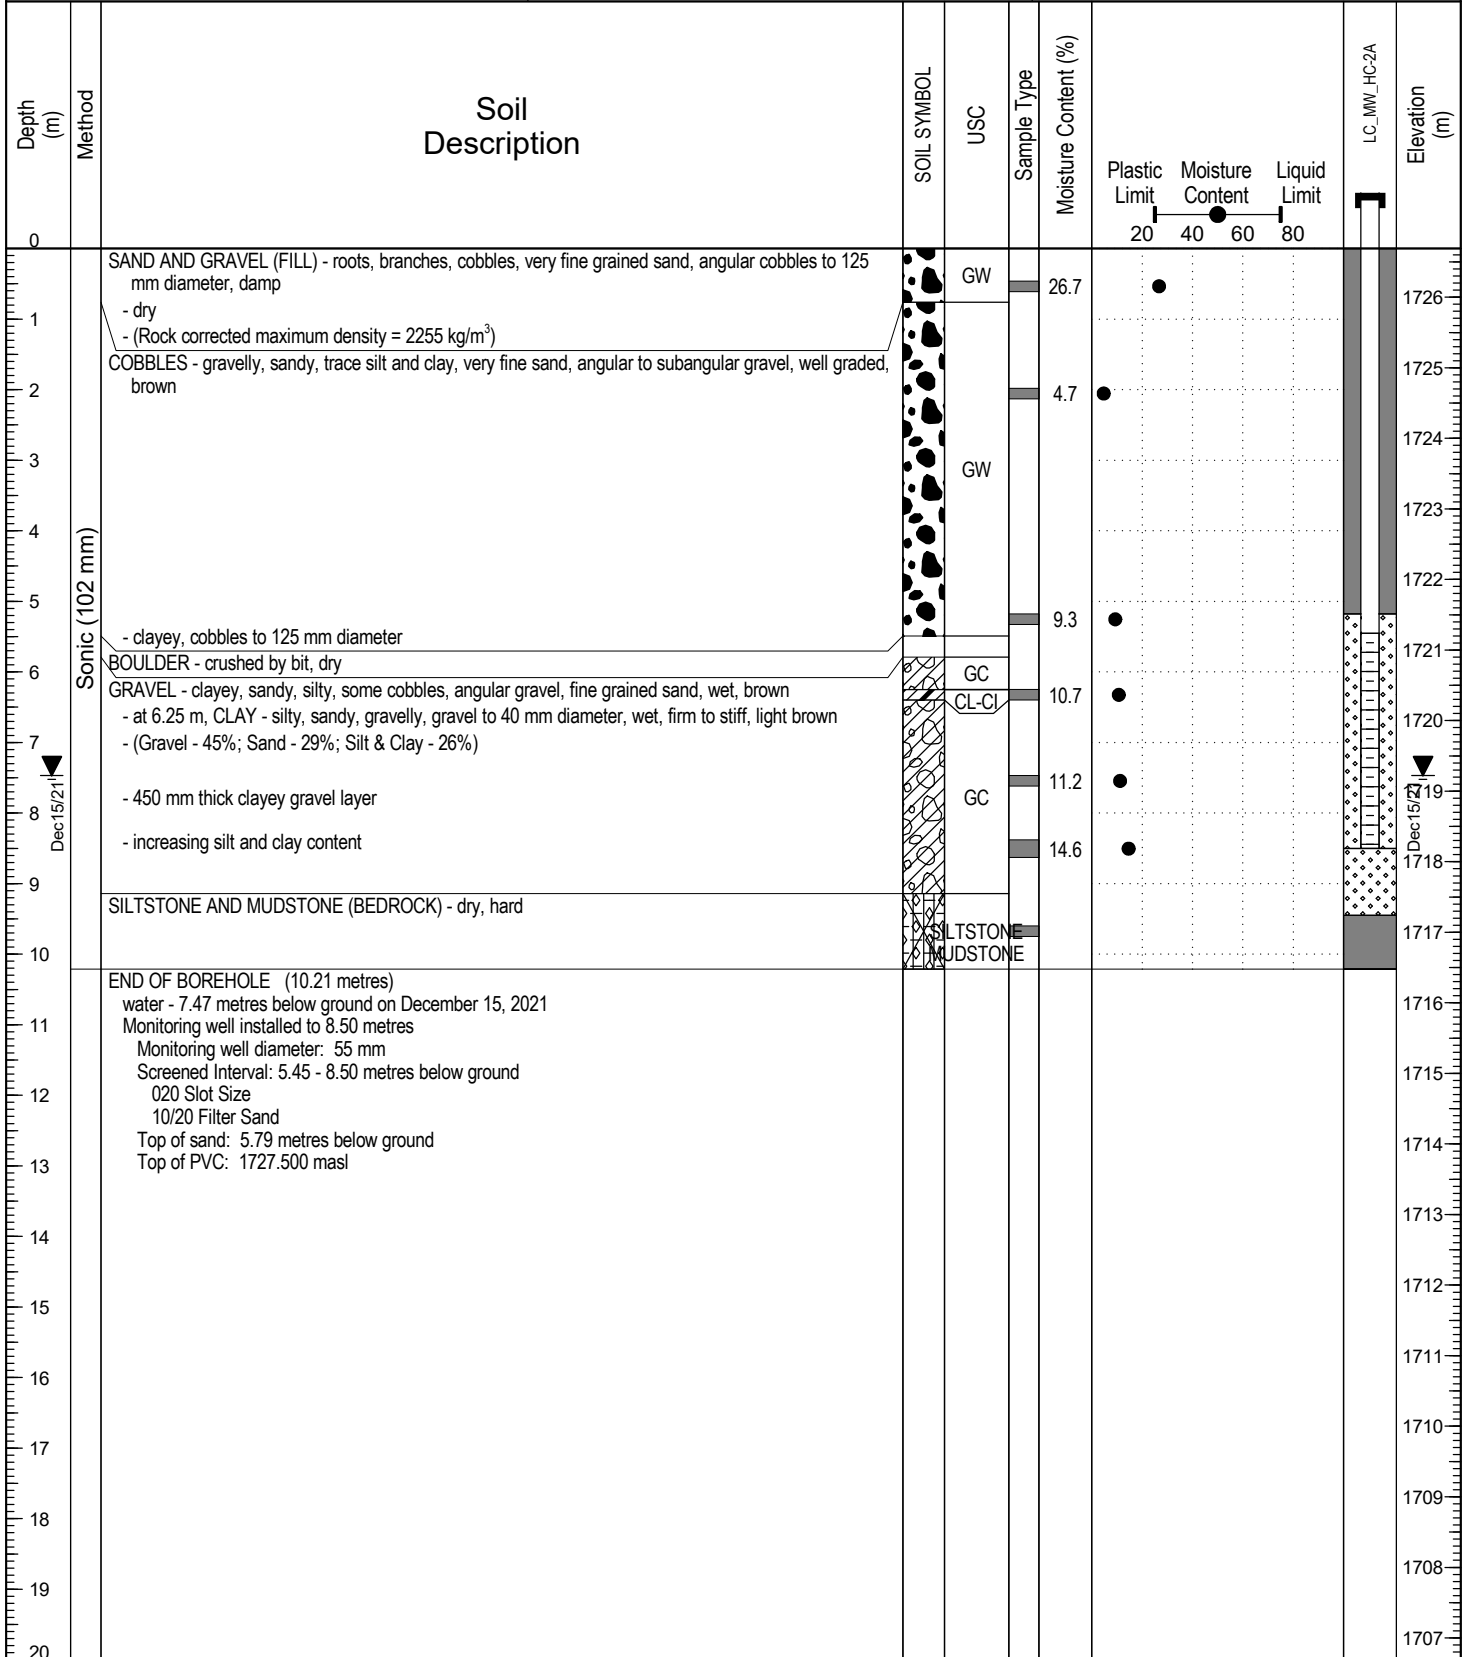 Depth
(m)
Method
Soil
Description
SOIL SYMBOL
USC
Sample Type
Moisture Content (%)
Plastic
Limit
Moisture
Content
Liquid
Limit
20 40 60 80
LC_MW_HC-2A
Elevation
(m)
0
1
2
3
4
5
6
7
8
9
10
11
12
13
14
15
16
17
18
19
20
Dec15/21
Sonic (102 mm)
SAND AND GRAVEL (FILL) - roots, branches, cobbles, very fine grained sand, angular cobbles to 125
mm diameter, damp
- dry
- (Rock corrected maximum density = 2255 kg/m³)
COBBLES - gravelly, sandy, trace silt and clay, very fine sand, angular to subangular gravel, well graded,
brown
- clayey, cobbles to 125 mm diameter
BOULDER - crushed by bit, dry
GRAVEL - clayey, sandy, silty, some cobbles, angular gravel, fine grained sand, wet, brown
- at 6.25 m, CLAY - silty, sandy, gravelly, gravel to 40 mm diameter, wet, firm to stiff, light brown
- (Gravel - 45%; Sand - 29%; Silt & Clay - 26%)
- 450 mm thick clayey gravel layer
- increasing silt and clay content
SILTSTONE AND MUDSTONE (BEDROCK) - dry, hard
END OF BOREHOLE (10.21 metres)
water - 7.47 metres below ground on December 15, 2021
Monitoring well installed to 8.50 metres
Monitoring well diameter: 55 mm
Screened Interval: 5.45 - 8.50 metres below ground
020 Slot Size
10/20 Filter Sand
Top of sand: 5.79 metres below ground
Top of PVC: 1727.500 masl
GW
GW
GC
CL-CI
GC
SILTSTONE
MUDSTONE
26.7
4.7
9.3
10.7
11.2
14.6
1726
1725
1724
1723
1722
1721
1720
1719
Dec15/21
1718
1717
1716
1715
1714
1713
1712
1711
1710
1709
1708
1707